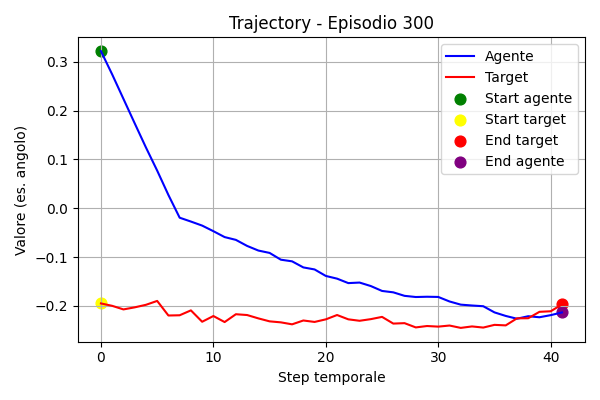 Trajectory - Episodio 300
Valore (es. angolo)
0.3
0.2
0.1
0.0
−0.1
−0.2
0
10
20
30
40
Step temporale
Agente
Target
Start agente
Start target
End target
End agente